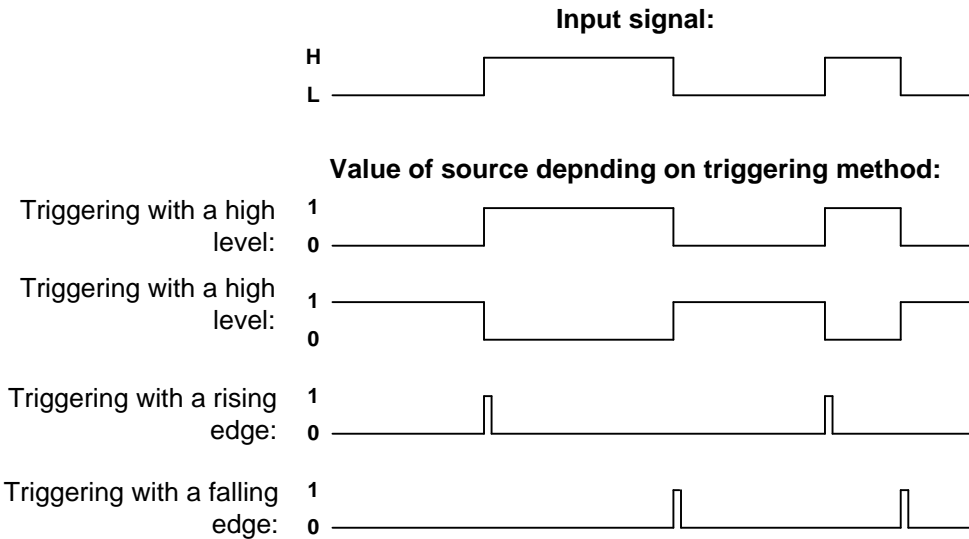 Input signal:
H
L
Value of source depnding on triggering method:
Triggering with a high
level:
1
0
Triggering with a high
level:
1
0
Triggering with a rising
edge:
1
0
Triggering with a falling
edge:
1
0